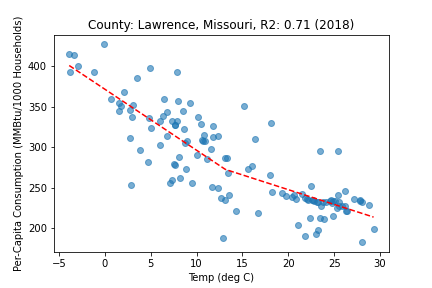 County: Lawrence, Missouri, R2: 0.71 (2018)
Per-Capita Consumption (MMBtu/1000 Households)
400
350
300
250
200
−5 0 5 10 15 20 25 30
Temp (deg C)